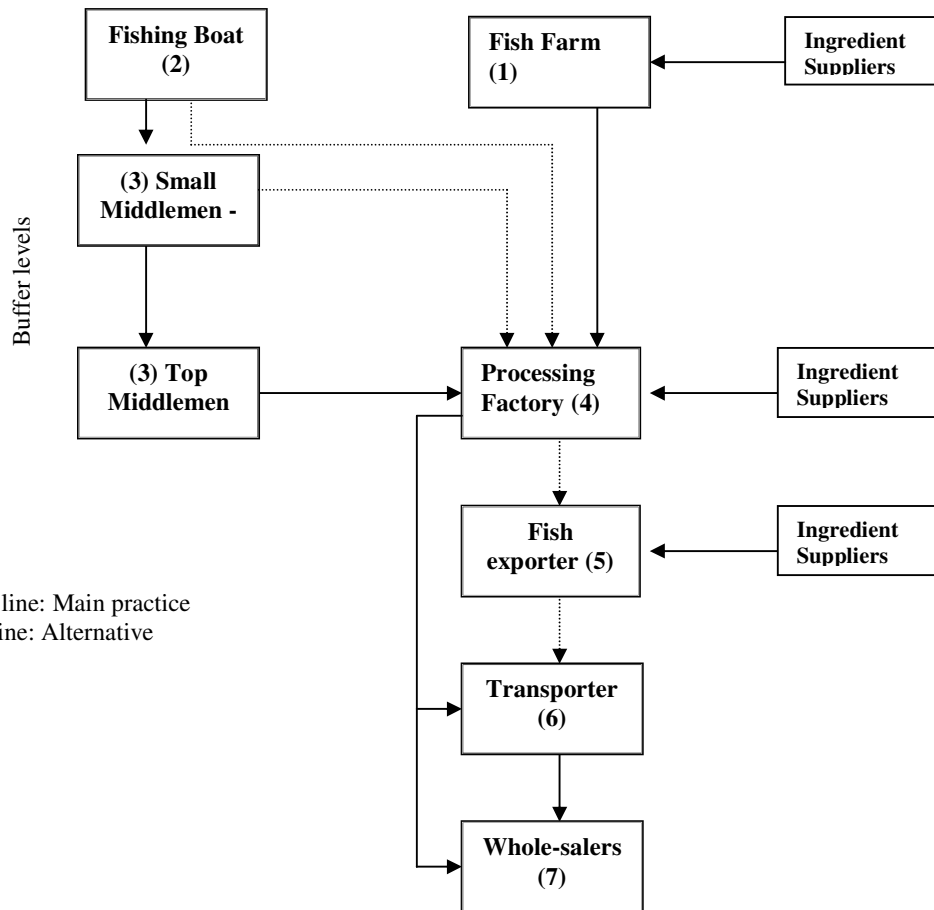 Fishing Boat
(2)
Fish Farm
(1)
Ingredient
Suppliers
(3) Small
Middlemen -
Buffer levels
(3) Top
Middlemen
Processing
Factory (4)
Ingredient
Suppliers
Fish
exporter (5)
Ingredient
Suppliers
line: Main practice
ine: Alternative
Transporter
(6)
Whole-salers
(7)